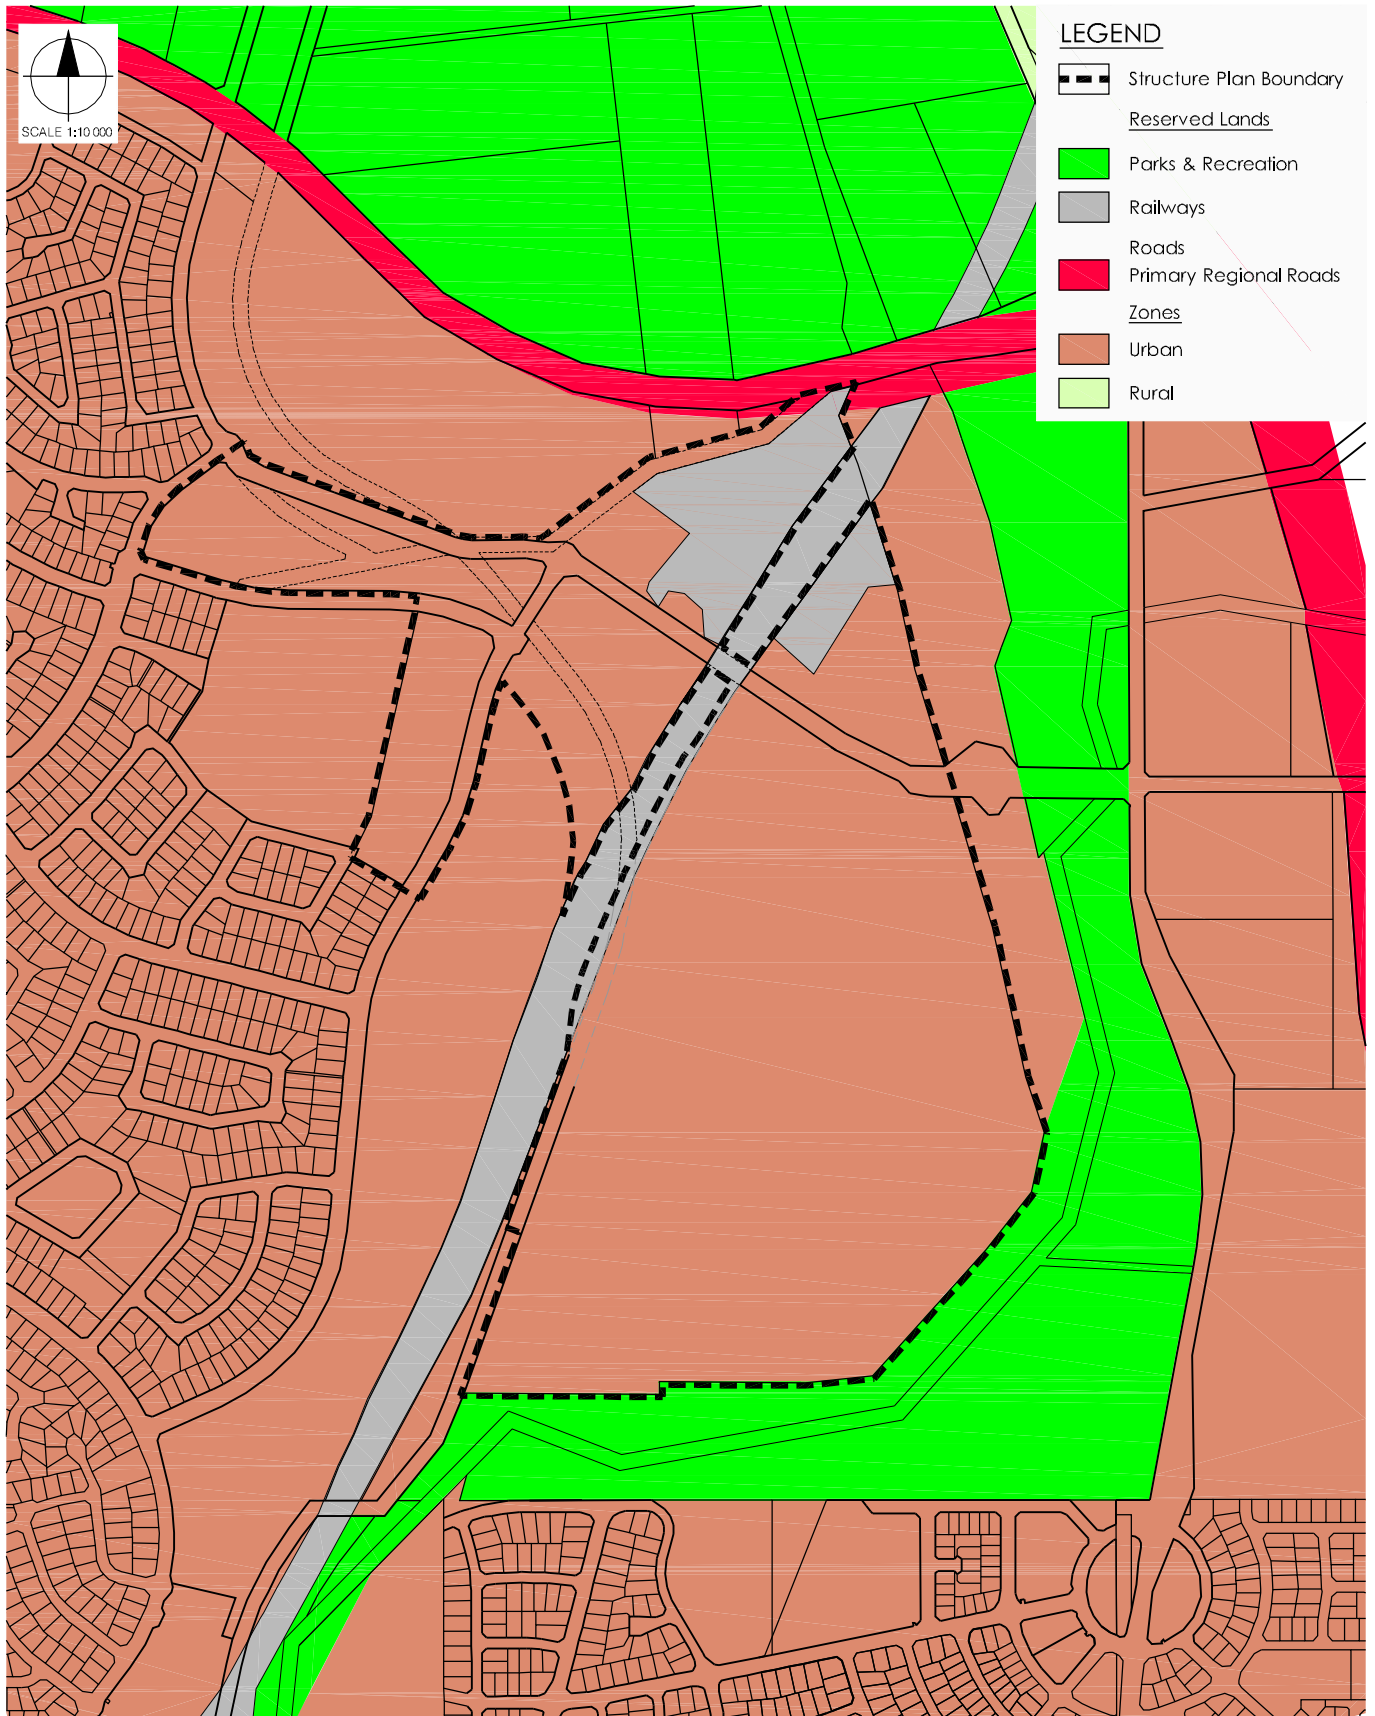 SCALE 1:10 000
LEGEND
Structure Plan Boundary
Reserved Lands
Parks & Recreation
Railways
Roads
Primary Regional Roads
Zones
Urban
Rural